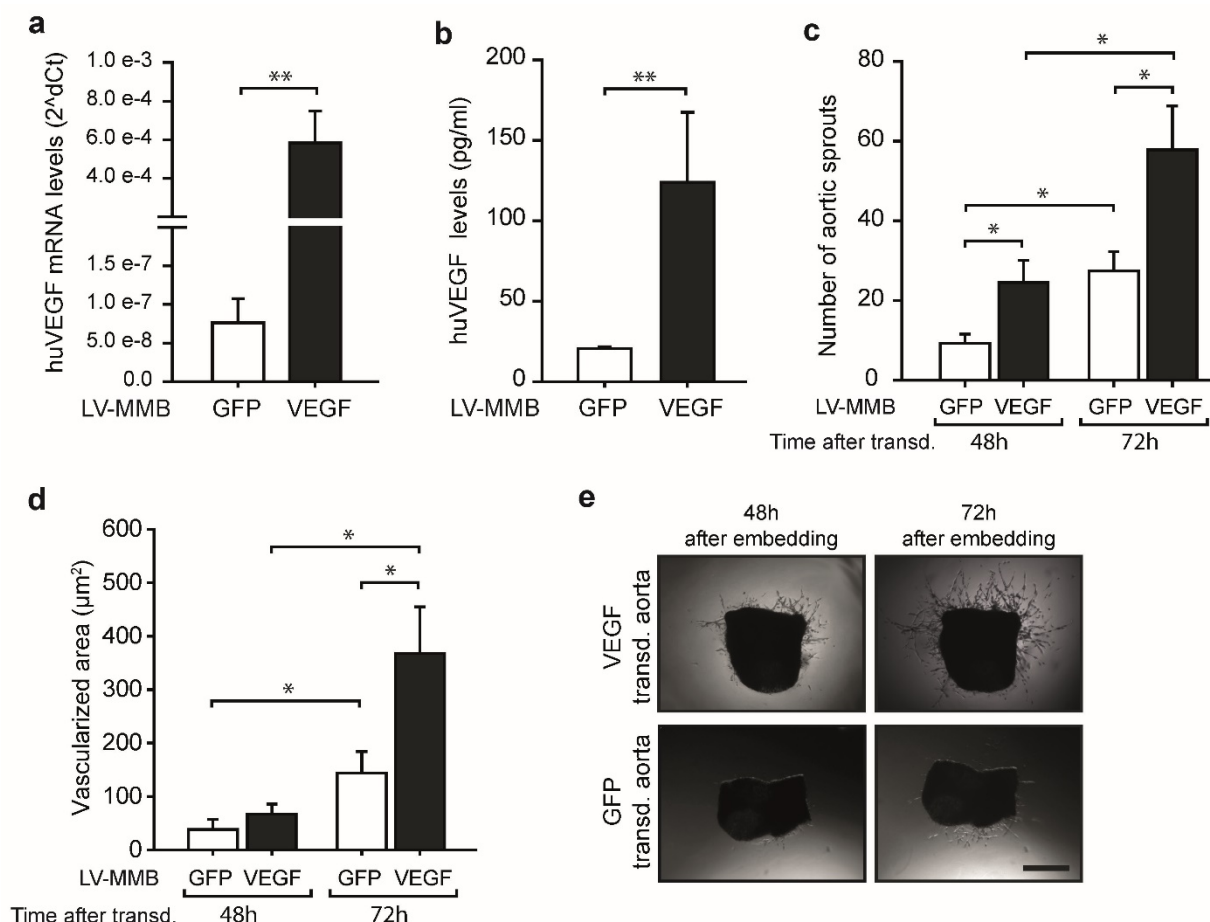 a
huVEGF mRNA levels (2^dCt)
1.0 e-3
8.0 e-4
6.0 e-4
4.0 e-4
1.5 e-7
1.0 e-7
5.0 e-8
0.0
**
LV-MMB GFP VEGF
b
huVEGF levels (pg/ml)
200
150
100
50
0
**
LV-MMB GFP VEGF
c
Number of aortic sprouts
80
60
40
20
0
*
*
*
*
LV-MMB GFP VEGF GFP VEGF
Time after transd. 48h 72h
d
Vascularized area (µm²)
600
500
400
300
200
100
0
*
*
*
LV-MMB GFP VEGF GFP VEGF
Time after transd. 48h 72h
e
48h
after embedding
72h
after embedding
VEGF
transd. aorta
GFP
transd. aorta